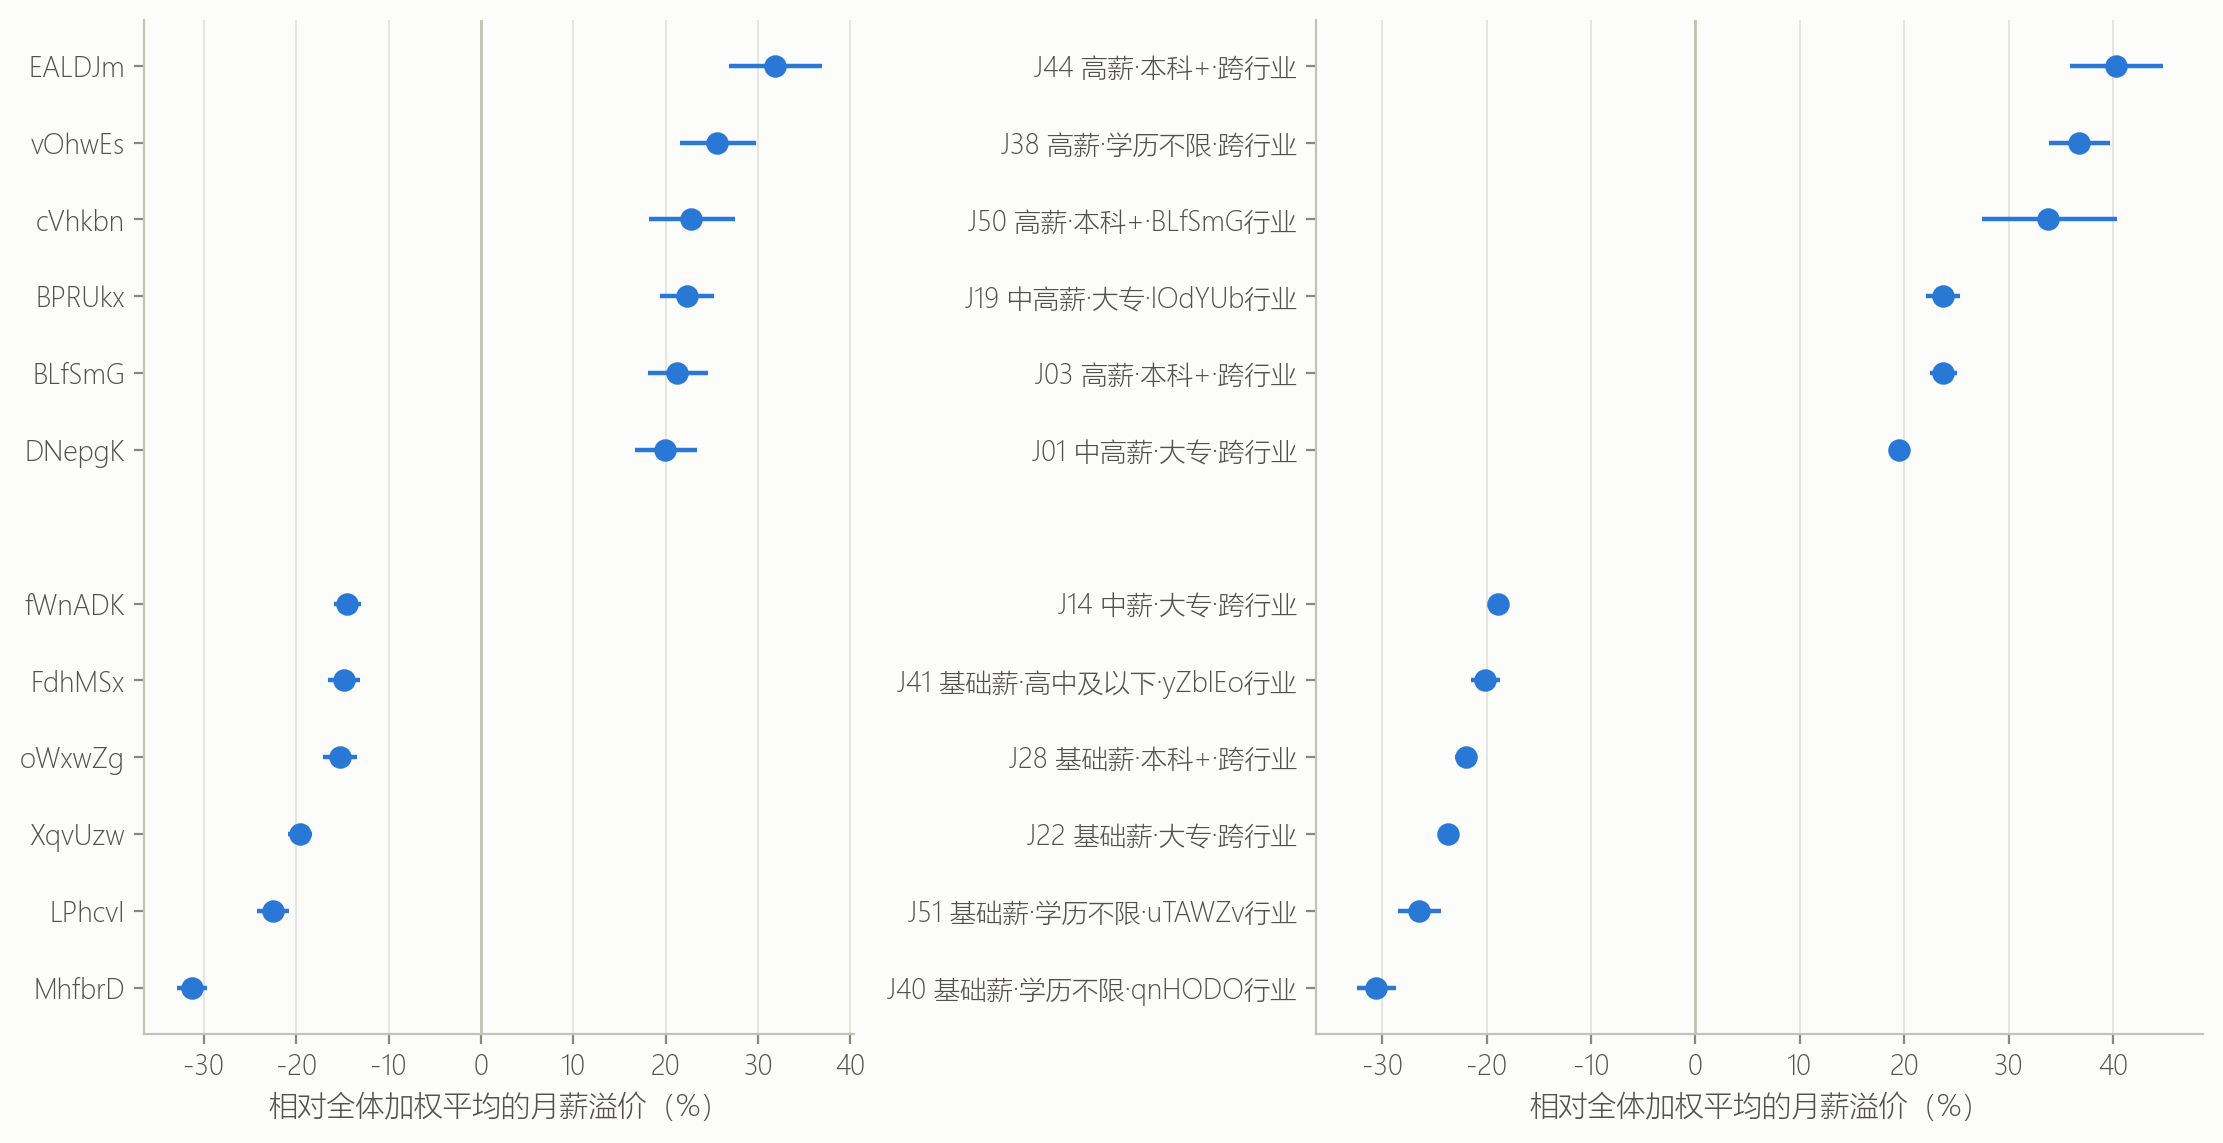 EALDJm
vOhwEs
cVhkbn
BPRUkx
BLfSmG
DNepgK
fWnADK
FdhMSx
oWxwZg
XqvUzw
LPhcvI
MhfbrD
-30 -20 -10 0 10 20 30 40
相对全体加权平均的月薪溢价（%）
J44 高薪·本科+·跨行业
J38 高薪·学历不限·跨行业
J50 高薪·本科+·BLfSmG行业
J19 中高薪·大专·lOdYUb行业
J03 高薪·本科+·跨行业
J01 中高薪·大专·跨行业
J14 中薪·大专·跨行业
J41 基础薪·高中及以下·yZblEo行业
J28 基础薪·本科+·跨行业
J22 基础薪·大专·跨行业
J51 基础薪·学历不限·uTAWZv行业
J40 基础薪·学历不限·qnHODO行业
-30 -20 -10 0 10 20 30 40
相对全体加权平均的月薪溢价（%）